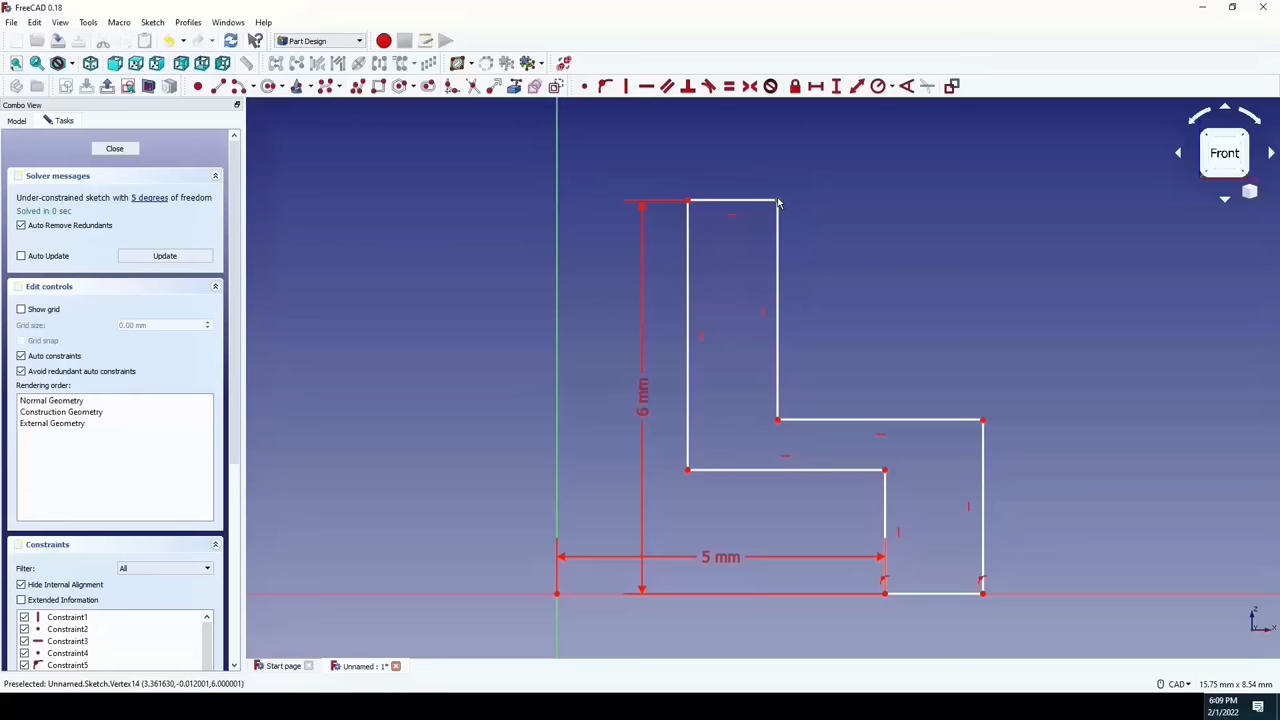 FreeCAD 0.18
File Edit View Tools Macro Sketch Profiles Windows Help
Part Design
Combo View
Model Tasks
Close
Solver messages
Under-constrained sketch with 5 degrees of freedom
Solved in 0 sec
Auto Remove Redundants
Auto Update Update
Edit controls
Show grid
Grid size: 0.00 mm
Grid snap
Auto constraints
Avoid redundant auto constraints
Rendering order:
Normal Geometry
Construction Geometry
External Geometry
Constraints
Filter: All
Hide Internal Alignment
Extended Information
Constraint1
Constraint2
Constraint3
Constraint4
Constraint5
Front
6 mm
5 mm
Z
X
Start page Unnamed : 1*
Preselected: Unnamed.Sketch.Vertex14 (3.361630,-0.012001,6.000001) CAD 15.75 mm x 8.54 mm
6:09 PM
2/1/2022